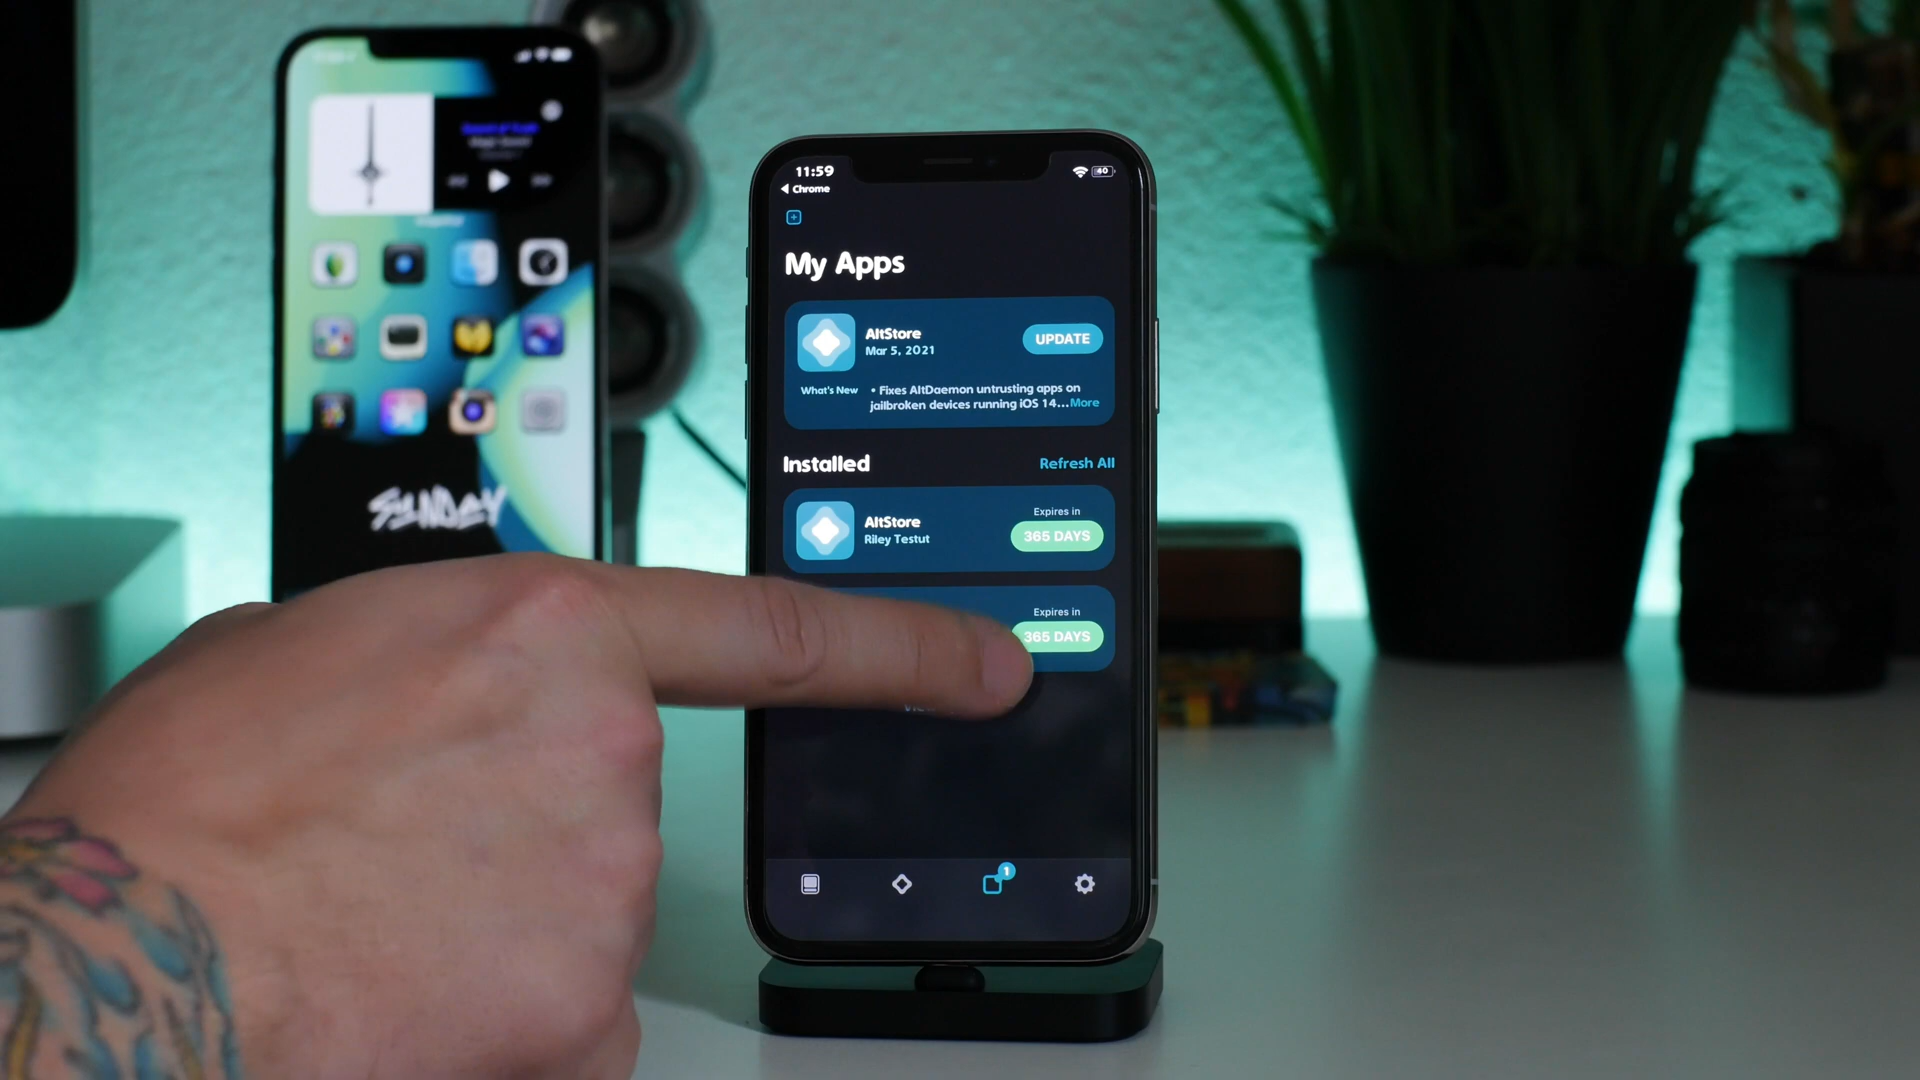 11:59
40
Chrome
My Apps
AltStore
Mar 5, 2021
UPDATE
What's New
• Fixes AltDaemon untrusting apps on
jailbroken devices running iOS 14...More
Installed
Refresh All
AltStore
Riley Testut
Expires in
365 DAYS
Expires in
365 DAYS
1
SUNDAY